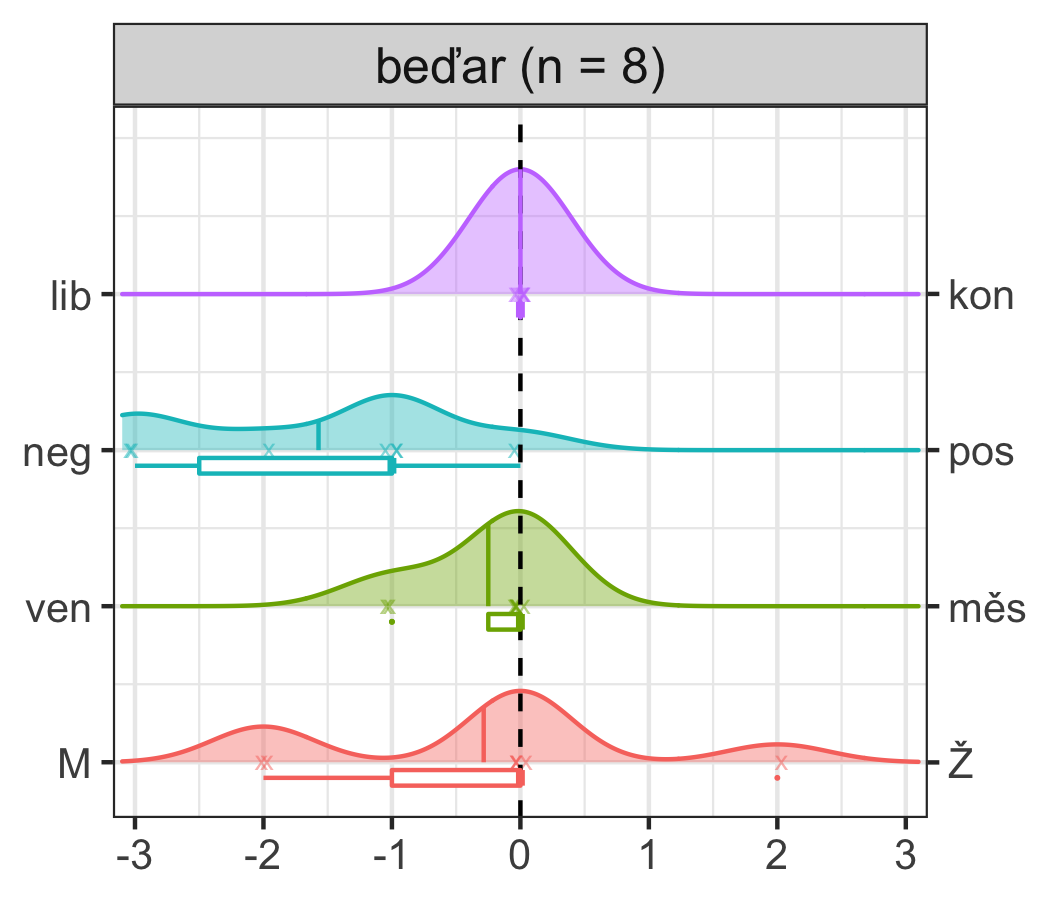 beďar (n = 8)
lib kon
neg pos
ven měs
M Ž
-3 -2 -1 0 1 2 3